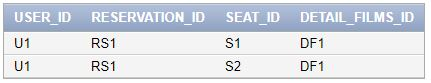 USER_ID RESERVATION_ID SEAT_ID DETAIL_FILMS_ID
U1 RS1 S1 DF1
U1 RS1 S2 DF1